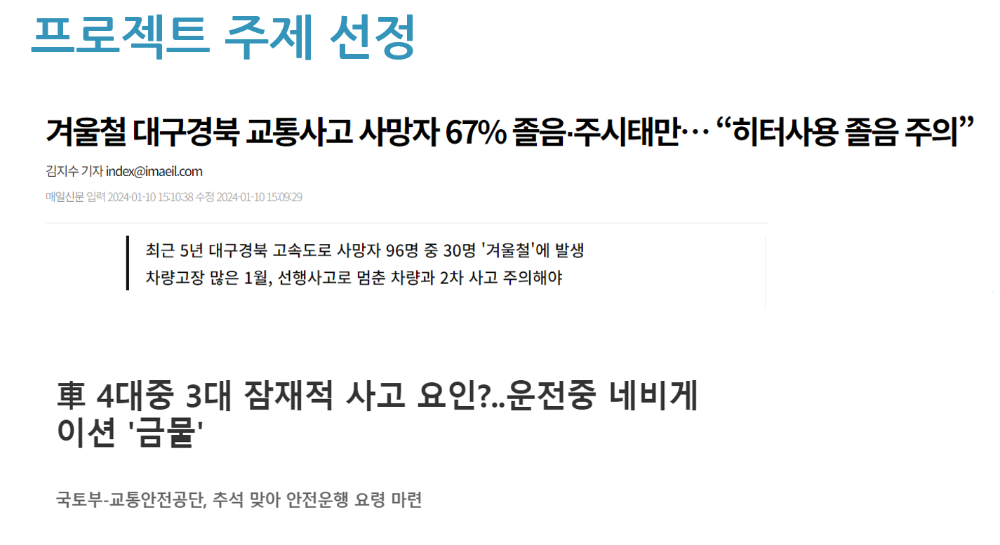 프로젝트 주제 선정
겨울철 대구경북 교통사고 사망자 67% 졸음·주시태만… “히터사용 졸음 주의”
김지수 기자 index@imaeil.com
매일신문 입력 2024-01-10 15:10:38 수정 2024-01-10 15:09:29
최근 5년 대구경북 고속도로 사망자 96명 중 30명 '겨울철'에 발생
차량고장 많은 1월, 선행사고로 멈춘 차량과 2차 사고 주의해야
車 4대중 3대 잠재적 사고 요인?..운전중 네비게
이션 '금물'
국토부-교통안전공단, 추석 맞아 안전운행 요령 마련